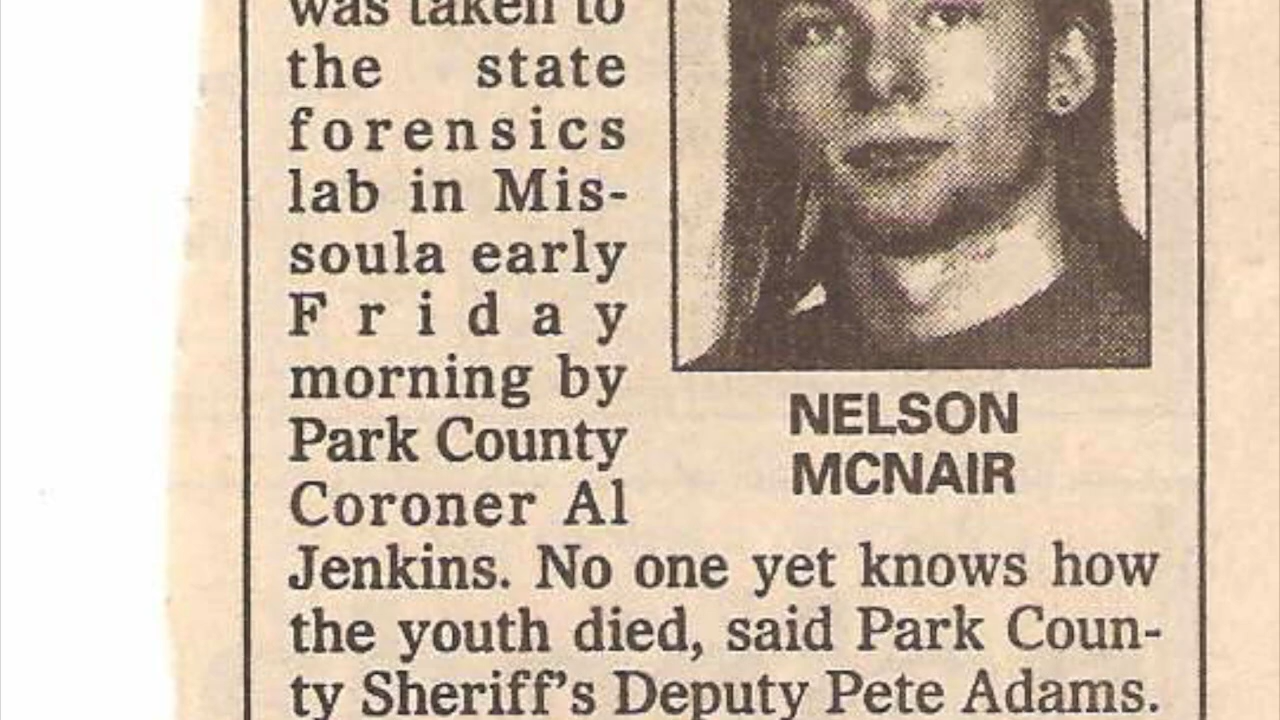 was taken to
the state
forensics
lab in Mis-
soula early
Friday
morning by
Park County
Coroner Al
Jenkins. No one yet knows how
the youth died, said Park Coun-
ty Sheriff's Deputy Pete Adams.
NELSON
MCNAIR